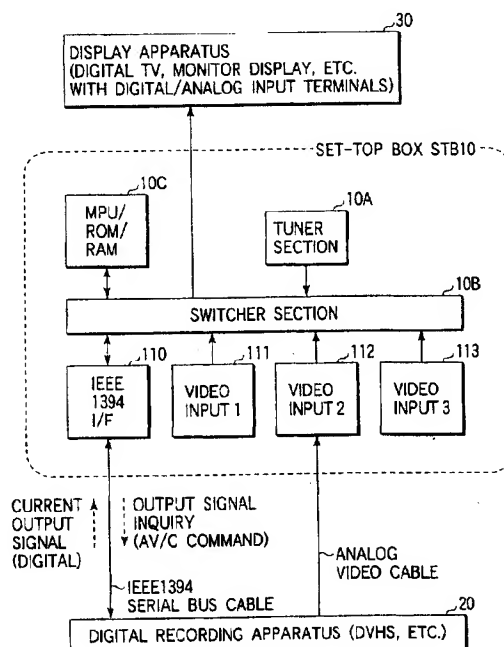 30
DISPLAY APPARATUS
(DIGITAL TV, MONITOR DISPLAY, ETC.
WITH DIGITAL/ANALOG INPUT TERMINALS)
SET-TOP BOX STB10
10C
MPU/
ROM/
RAM
10A
TUNER
SECTION
10B
SWITCHER SECTION
110
IEEE
1394
I/F
111
VIDEO
INPUT 1
112
VIDEO
INPUT 2
113
VIDEO
INPUT 3
CURRENT
OUTPUT
SIGNAL
(DIGITAL)
OUTPUT SIGNAL
INQUIRY
(AV/C COMMAND)
ANALOG
VIDEO CABLE
IEEE1394
SERIAL BUS CABLE
20
DIGITAL RECORDING APPARATUS (DVHS, ETC.)